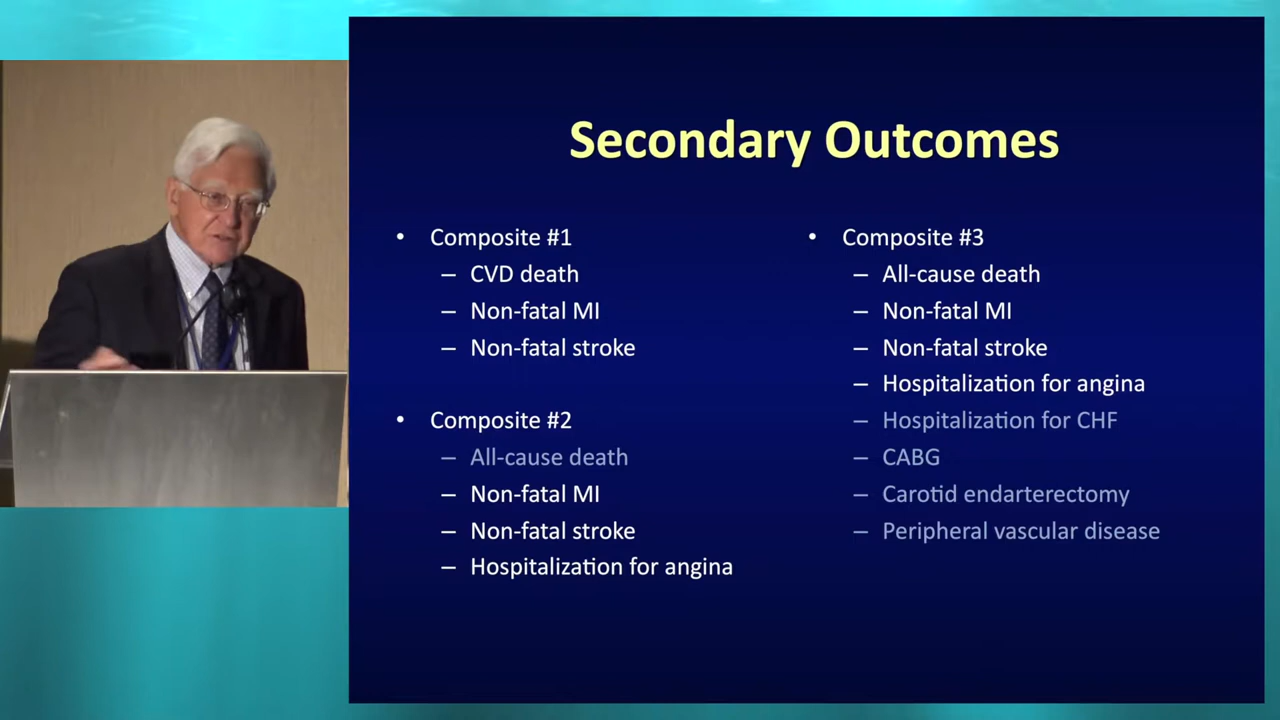 Secondary Outcomes
• Composite #1
– CVD death
– Non-fatal MI
– Non-fatal stroke
• Composite #2
– All-cause death
– Non-fatal MI
– Non-fatal stroke
– Hospitalization for angina
• Composite #3
– All-cause death
– Non-fatal MI
– Non-fatal stroke
– Hospitalization for angina
– Hospitalization for CHF
– CABG
– Carotid endarterectomy
– Peripheral vascular disease